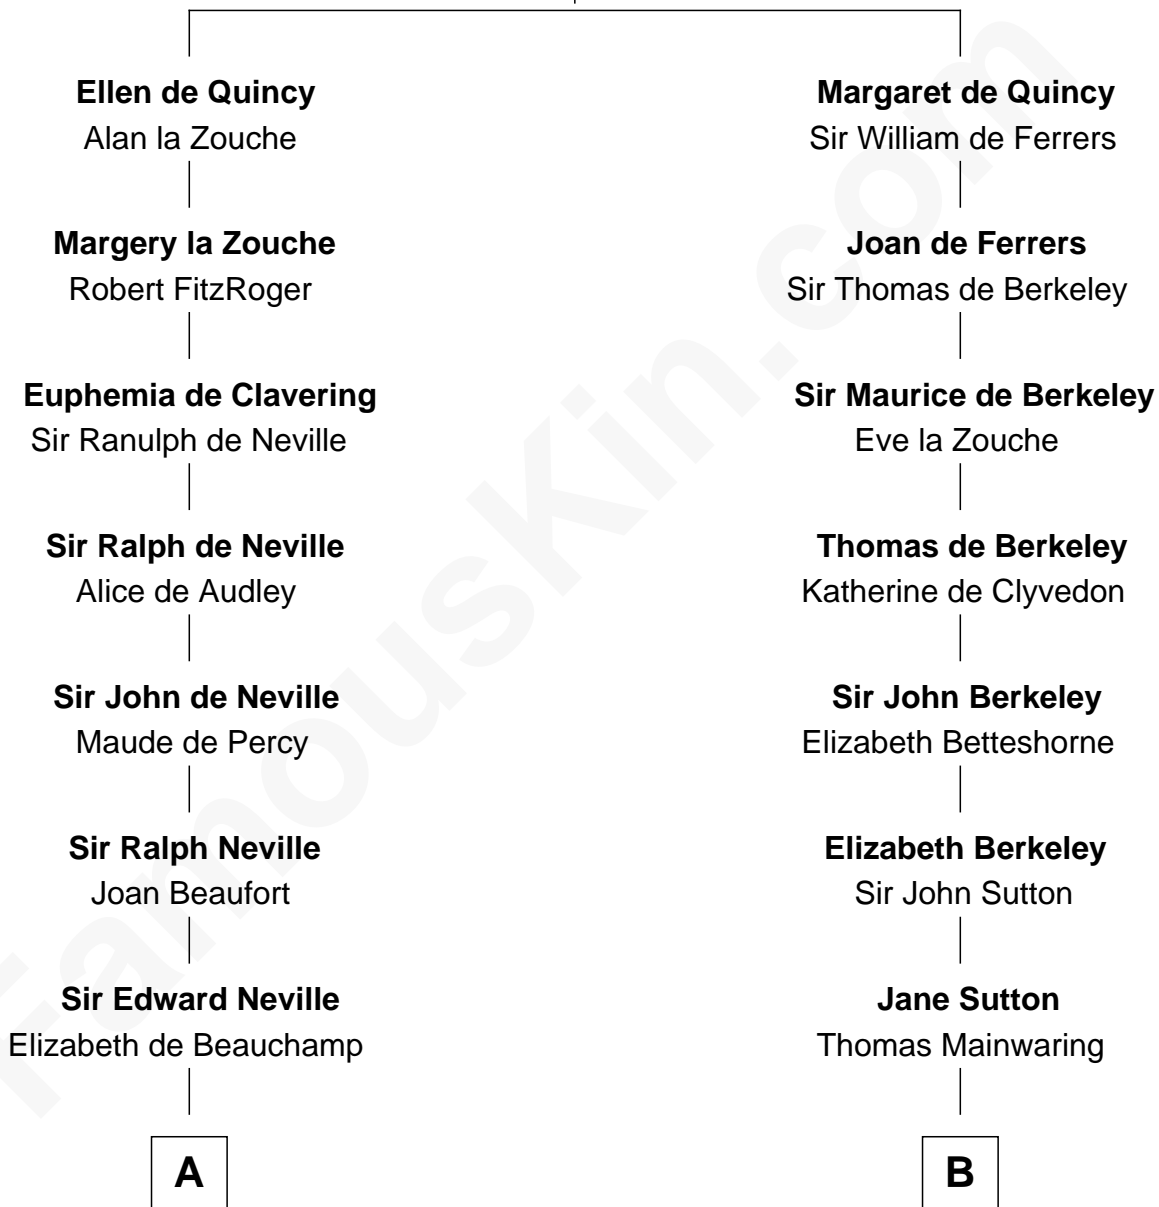 Ellen de Quincy
Alan la Zouche
Margaret de Quincy
Sir William de Ferrers
Margery la Zouche
Robert FitzRoger
Joan de Ferrers
Sir Thomas de Berkeley
Euphemia de Clavering
Sir Ranulph de Neville
Sir Maurice de Berkeley
Eve la Zouche
Sir Ralph de Neville
Alice de Audley
Thomas de Berkeley
Katherine de Clyvedon
Sir John de Neville
Maude de Percy
Sir John Berkeley
Elizabeth Betteshorne
Sir Ralph Neville
Joan Beaufort
Elizabeth Berkeley
Sir John Sutton
Sir Edward Neville
Elizabeth de Beauchamp
Jane Sutton
Thomas Mainwaring
A
B
FamousKin.com